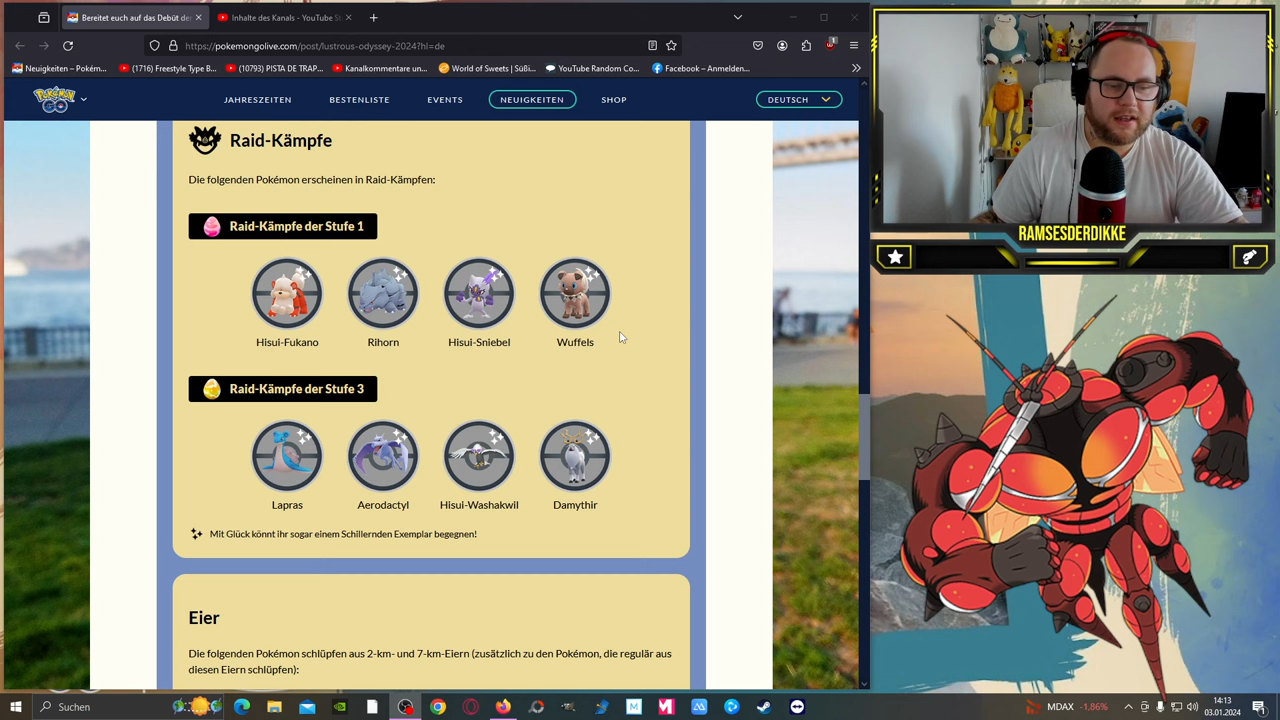 Bereitet euch auf das Debüt der
Inhalte des Kanals - YouTube St
https://pokemongolive.com/post/lustrous-odyssey-2024?hl=de
Neuigkeiten – Pokém...
(1716) Freestyle Type B...
(10793) PISTA DE TRAP...
Kanalkommentare un...
World of Sweets | Süßi...
YouTube Random Co...
Facebook – Anmelden...
Pokémon GO
JAHRESZEITEN
BESTENLISTE
EVENTS
NEUIGKEITEN
SHOP
DEUTSCH
Raid-Kämpfe
Die folgenden Pokémon erscheinen in Raid-Kämpfen:
Raid-Kämpfe der Stufe 1
Hisui-Fukano
Rihorn
Hisui-Sniebel
Wuffels
Raid-Kämpfe der Stufe 3
Lapras
Aerodactyl
Hisui-Washakwil
Damythir
Mit Glück könnt ihr sogar einem Schillernden Exemplar begegnen!
Eier
Die folgenden Pokémon schlüpfen aus 2-km- und 7-km-Eiern (zusätzlich zu den Pokémon, die regulär aus
diesen Eiern schlüpfen):
RAMSESDERDIKKE
Suchen
MDAX -1,86%
14:13
03.01.2024